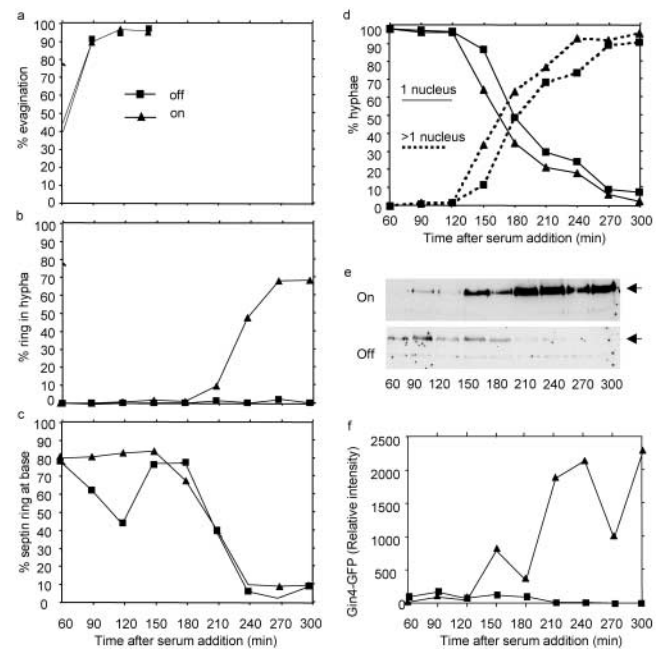 a
% evagination
100
90
80
70
60
50
40
30
20
10
0
off
on
b
% ring in hypha
100
90
80
70
60
50
40
30
20
10
0
c
% septin ring at base
100
90
80
70
60
50
40
30
20
10
0
60 90 120 150 180 210 240 270 300
Time after serum addition (min)
d
% hyphae
100
90
80
70
60
50
40
30
20
10
0
1 nucleus
>1 nucleus
60 90 120 150 180 210 240 270 300
Time after serum addition (min)
e
On
Off
60 90 120 150 180 210 240 270 300
f
Gin4-GFP (Relative intensity)
2500
2000
1500
1000
500
0
60 90 120 150 180 210 240 270 300
Time after serum addition (min)